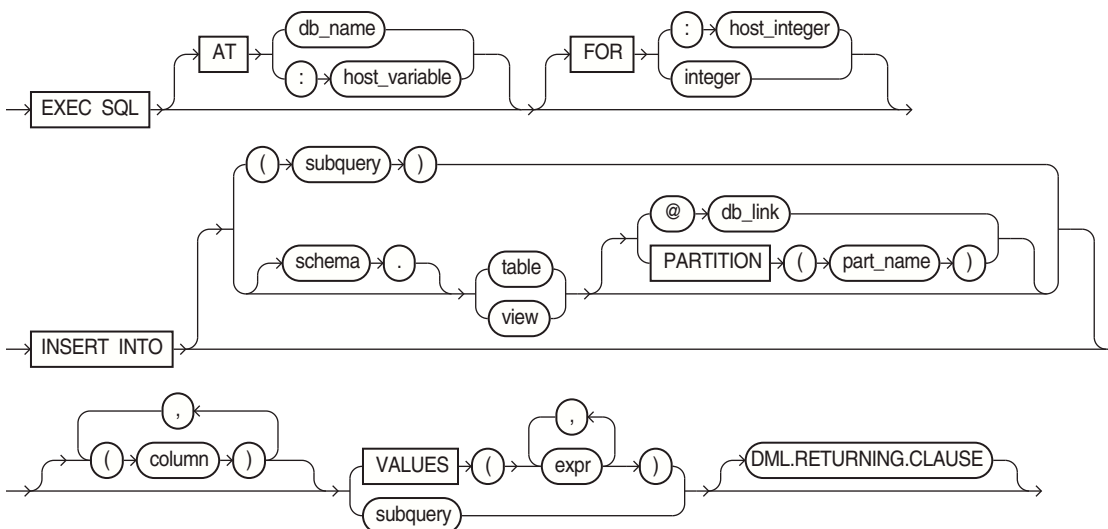 db_name
AT
: host_variable
: host_integer
FOR
integer
EXEC SQL
( subquery )
@ db_link
PARTITION ( part_name )
schema .
table
view
INSERT INTO
,
( column )
,
VALUES ( expr )
subquery
DML.RETURNING.CLAUSE